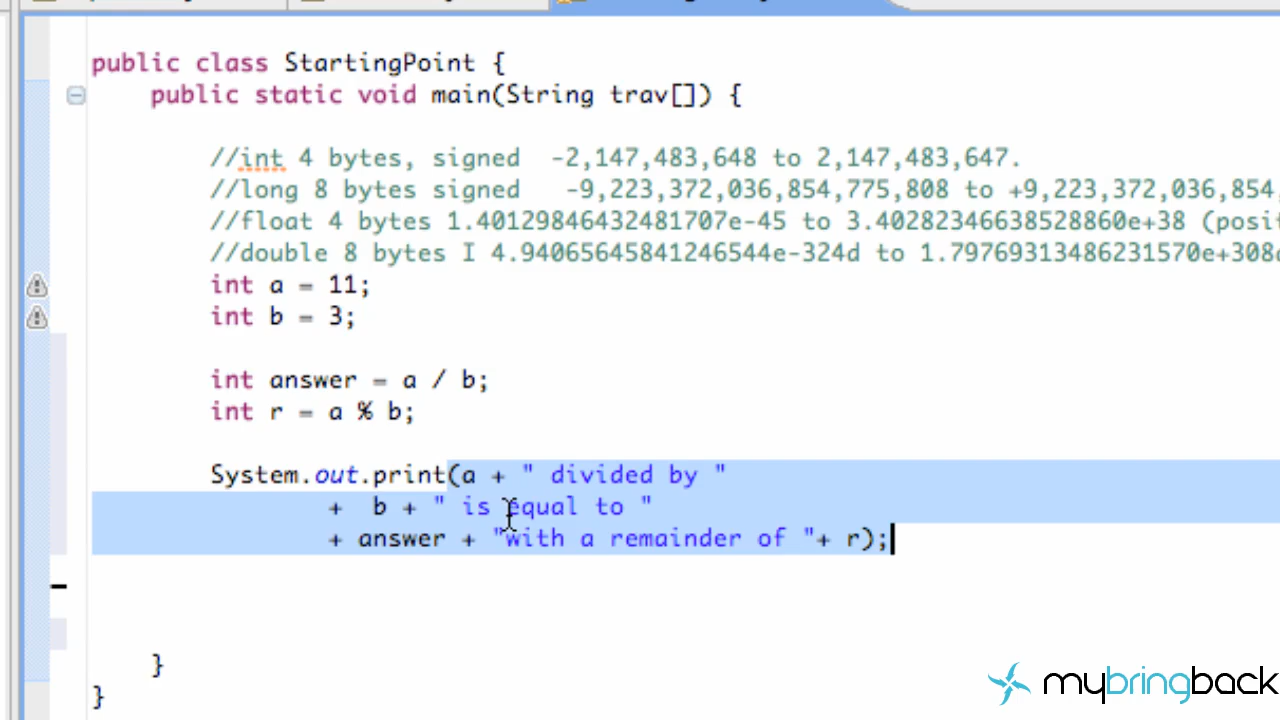 public class StartingPoint {
public static void main(String trav[]) {
//int 4 bytes, signed -2,147,483,648 to 2,147,483,647.
//long 8 bytes signed -9,223,372,036,854,775,808 to +9,223,372,036,854,
//float 4 bytes 1.40129846432481707e-45 to 3.40282346638528860e+38 (posit
//double 8 bytes I 4.94065645841246544e-324d to 1.79769313486231570e+308d
int a = 11;
int b = 3;
int answer = a / b;
int r = a % b;
System.out.print(a + " divided by "
+ b + " is equal to "
+ answer + "with a remainder of "+ r);
}
}
mybringback